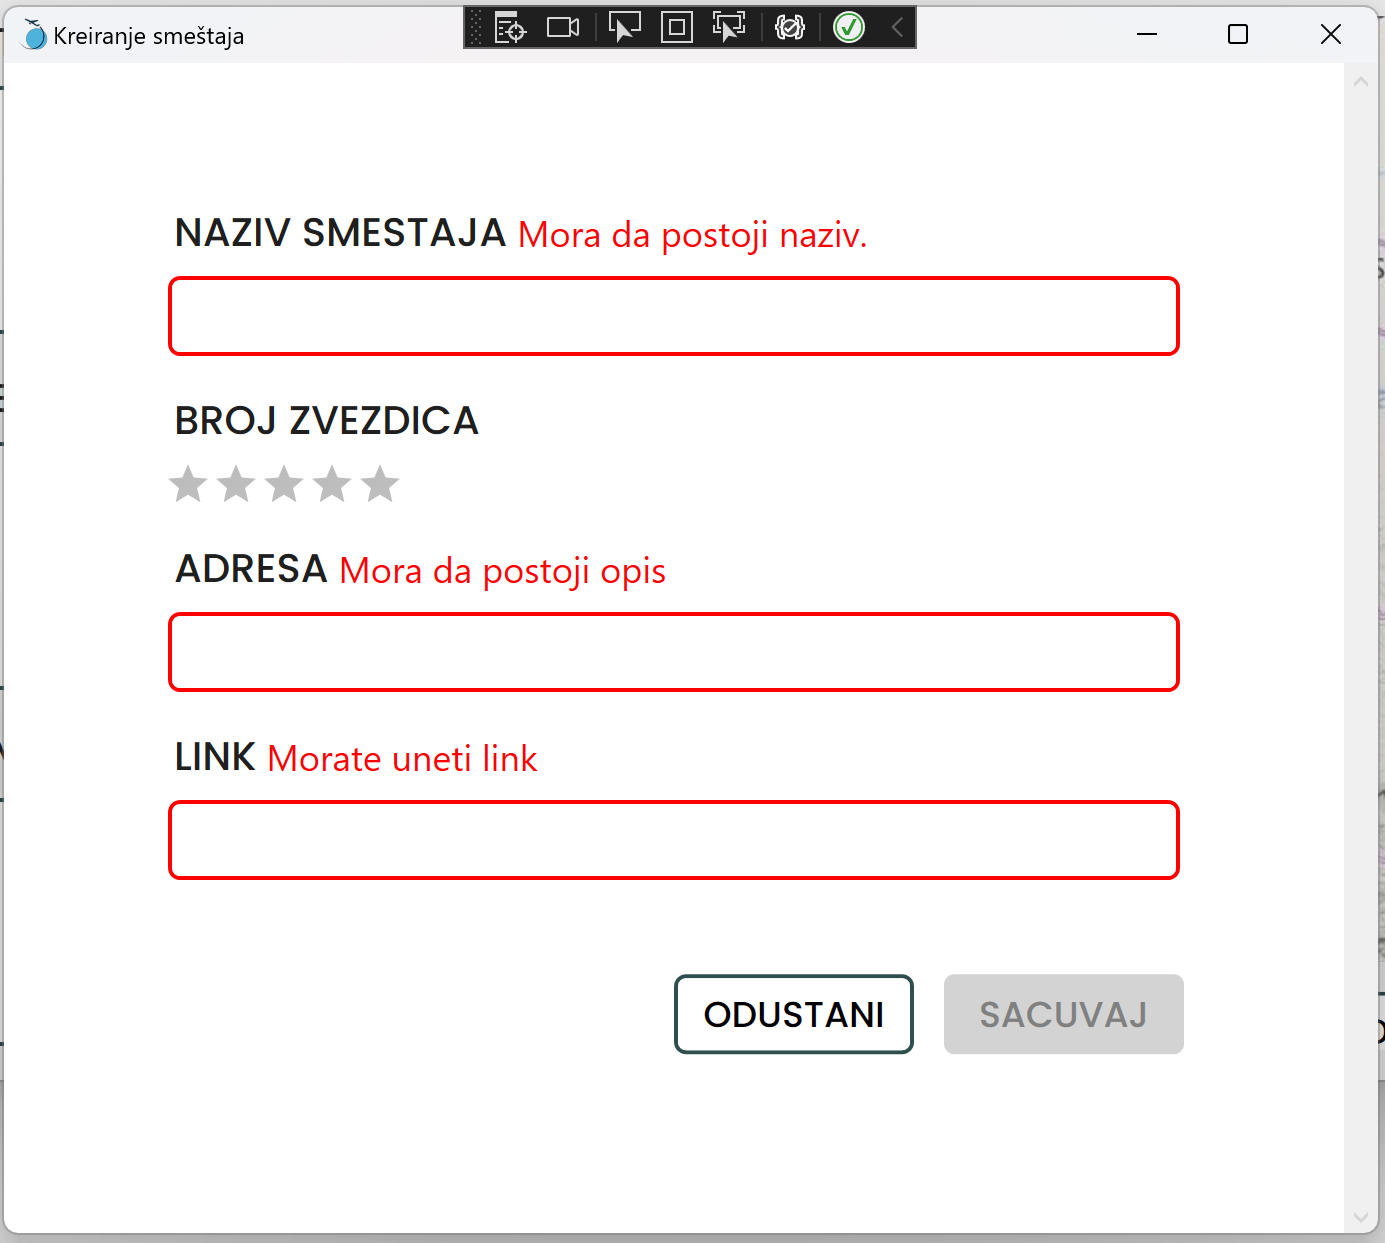 Kreiranje smeštaja
NAZIV SMESTAJA Mora da postoji naziv.
BROJ ZVEZDICA
ADRESA Mora da postoji opis
LINK Morate uneti link
ODUSTANI SACUVAJ